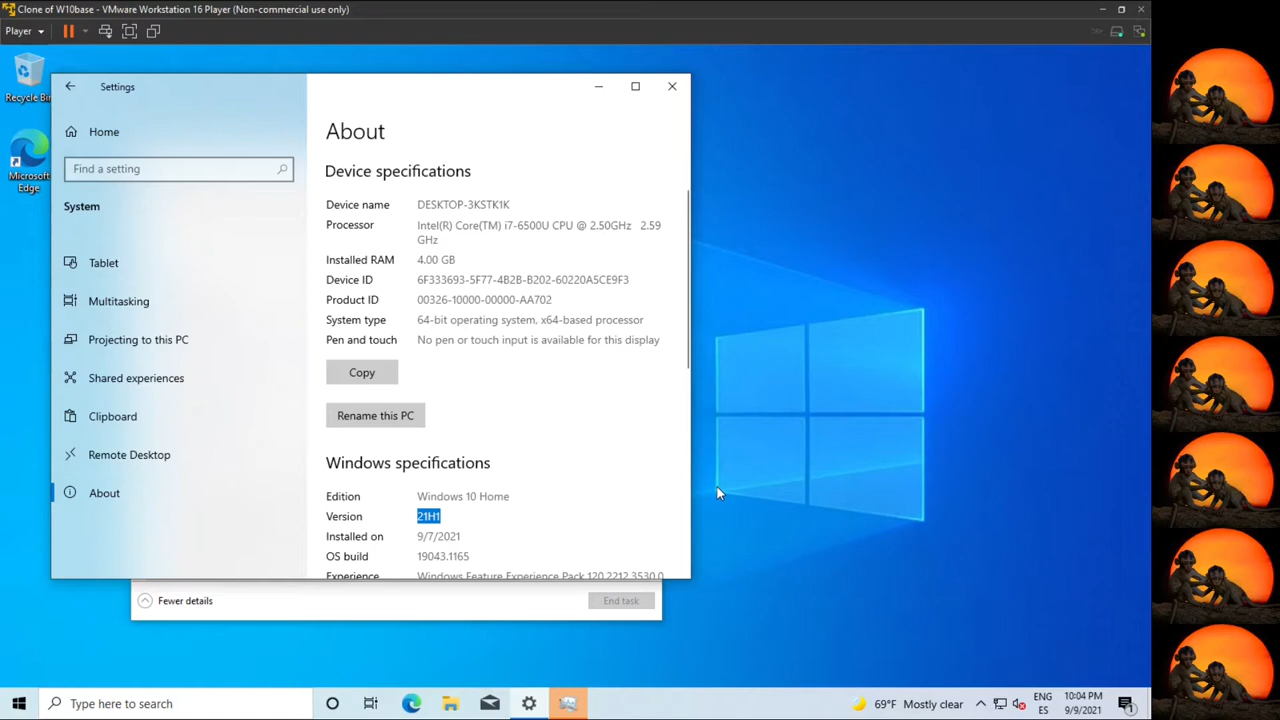 Clone of W10base - VMware Workstation 16 Player (Non-commercial use only)
Player
Recycle Bin
Microsoft
Edge
Settings
Home
Find a setting
System
Tablet
Multitasking
Projecting to this PC
Shared experiences
Clipboard
Remote Desktop
About
About
Device specifications
Device name DESKTOP-3KSTK1K
Processor Intel(R) Core(TM) i7-6500U CPU @ 2.50GHz 2.59
GHz
Installed RAM 4.00 GB
Device ID 6F333693-5F77-4B2B-B202-60220A5CE9F3
Product ID 00326-10000-00000-AA702
System type 64-bit operating system, x64-based processor
Pen and touch No pen or touch input is available for this display
Copy
Rename this PC
Windows specifications
Edition Windows 10 Home
Version 21H1
Installed on 9/7/2021
OS build 19043.1165
Experience Windows Feature Experience Pack 120.2212.3530.0
Fewer details
End task
Type here to search
69°F Mostly clear
ENG
ES
10:04 PM
9/9/2021
1